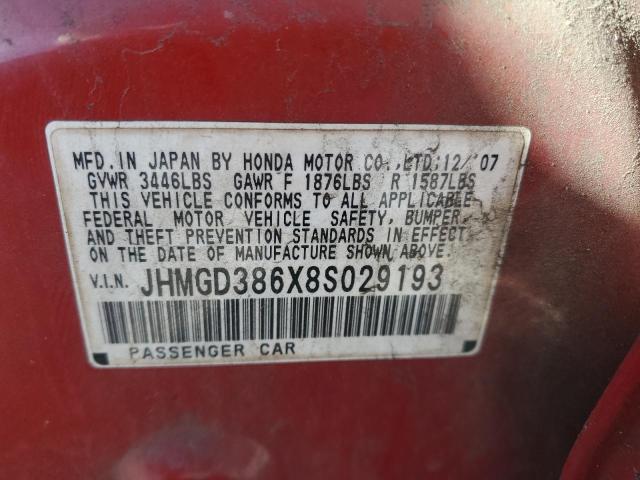 MFD. IN JAPAN BY HONDA MOTOR CO.,LTD. 12/'07
GVWR 3446LBS GAWR F 1876LBS R 1587LBS
THIS VEHICLE CONFORMS TO ALL APPLICABLE
FEDERAL MOTOR VEHICLE SAFETY, BUMPER,
AND THEFT PREVENTION STANDARDS IN EFFECT
ON THE DATE OF MANUFACTURE SHOWN ABOVE.
V.I.N. JHMGD386X8S029193
PASSENGER CAR